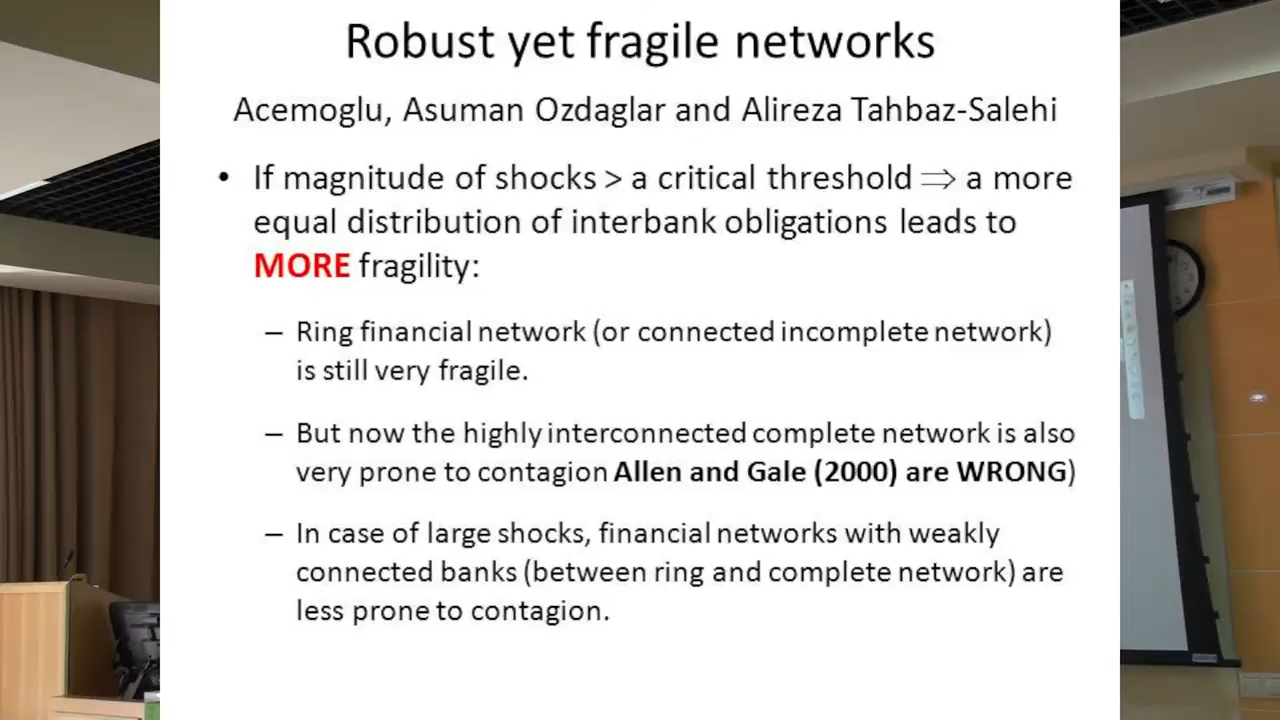 Robust yet fragile networks
Acemoglu, Asuman Ozdaglar and Alireza Tahbaz-Salehi
• If magnitude of shocks > a critical threshold ⇒ a more
equal distribution of interbank obligations leads to
MORE fragility:
– Ring financial network (or connected incomplete network)
is still very fragile.
– But now the highly interconnected complete network is also
very prone to contagion Allen and Gale (2000) are WRONG)
– In case of large shocks, financial networks with weakly
connected banks (between ring and complete network) are
less prone to contagion.